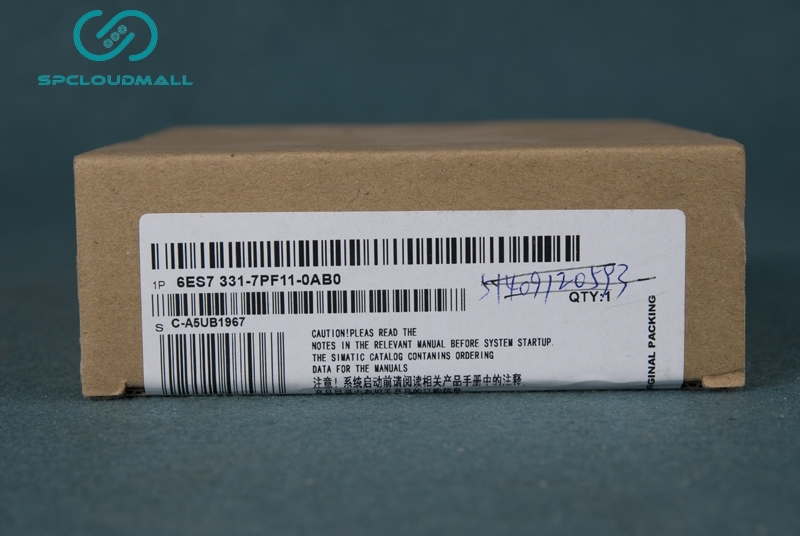 SPCLOUDMALL
1P 6ES7 331-7PF11-0AB0
QTY:1
S C-A5UB1967
CAUTION!PLEAS READ THE
NOTES IN THE RELEVANT MANUAL BEFORE SYSTEM STARTUP.
THE SIMATIC CATALOG CONTANINS ORDERING
DATA FOR THE MANUALS
注意！系统启动前请阅读相关产品手册中的注释
RIGINAL PACKING